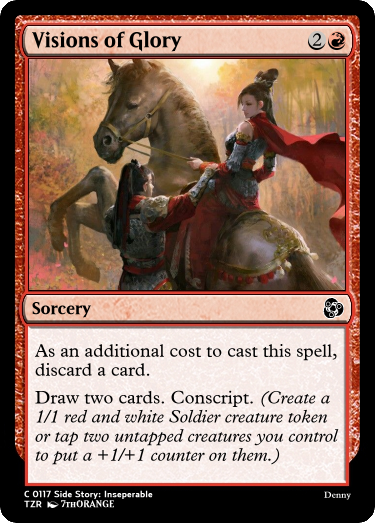 Visions of Glory 2
Sorcery
As an additional cost to cast this spell,
discard a card.
Draw two cards. Conscript. (Create a
1/1 red and white Soldier creature token
or tap two untapped creatures you control
to put a +1/+1 counter on them.)
C 0117 Side Story: Inseperable Denny
TZR 7THORANGE